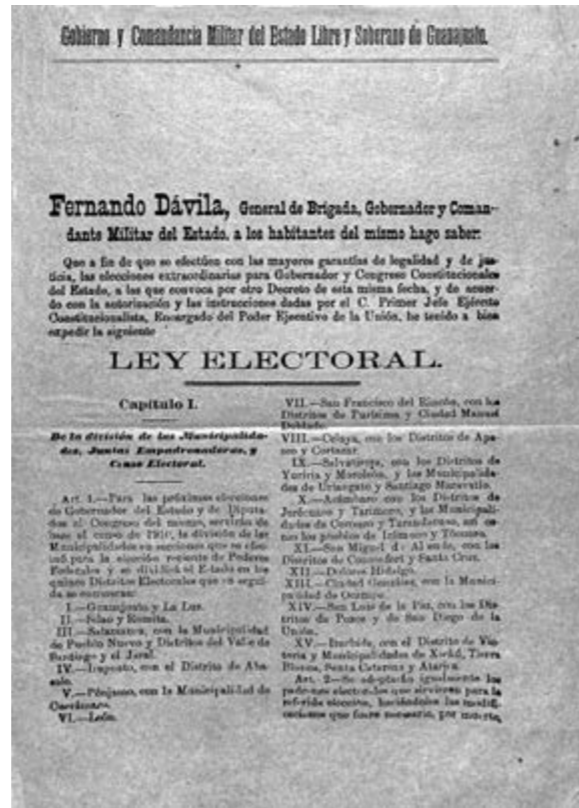 Gobierno y Comandancia Militar del Estado Libre y Soberano de Guanajuato.
Fernando Dávila, General de Brigada, Gobernador y Coman-
dante Militar del Estado, a los habitantes del mismo hago saber:
Que a fin de que se efectúen con las mayores garantías de legalidad y de jus-
ticia, las elecciones extraordinarias para Gobernador y Congreso Constitucionales
del Estado, a las que convoca por otro Decreto de esta misma fecha, y de acuer-
do con la autorización y las instrucciones dadas por el C. Primer Jefe Ejército
Constitucionalista, Encargado del Poder Ejecutivo de la Unión, he tenido a bien
expedir la siguiente
LEY ELECTORAL.
Capítulo I.
De la división de las Municipalida-
des, Juntas Empadronadoras, y
Censo Electoral.
Art. 1.—Para las próximas elecciones
de Gobernador del Estado y de Diputa-
dos al Congreso del mismo, servirán de
base el censo de 1910, la división de las
Municipalidades en secciones que se efec-
tuó para la elección reciente de Poderes
Federales y se dividirá el Estado en los
quince Distritos Electorales que en segui-
da se enumeran:
I.—Guanajuato y La Luz.
II.—Silao y Romita.
III.—Salamanca, con la Municipalidad
de Pueblo Nuevo y Distritos del Valle de
Santiago y el Jaral.
IV.—Irapuato, con el Distrito de Aba-
solo.
V.—Pénjamo, con la Municipalidad de
Cuerámaro.
VI.—León.
VII.—San Francisco del Rincón, con los
Distritos de Purísima y Ciudad Manuel
Doblado.
VIII.—Celaya, con los Distritos de Apa-
seo y Cortazar.
IX.—Salvatierra, con los Distritos de
Yuriria y Moroleón, y las Municipalida-
des de Uriangato y Santiago Maravatío.
X.—Acámbaro con los Distritos de
Jerécuaro y Tarimoro, y las Municipali-
dades de Coroneo y Tarandacuao, así co-
mo los pueblos de Irámuco y
XI.—San Miguel de Allende, con los
Distritos de Comonfort y Santa Cruz.
XII.—Dolores Hidalgo.
XIII.—Ciudad González, con la Munici-
palidad de Ocampo.
XIV.—San Luis de la Paz, con los Dis-
tritos de Pozos y de San Diego de la
Unión.
XV.—Iturbide, con el Distrito de Vic-
toria y Municipalidades de Xichú, Tierra
Blanca, Santa Catarina y Atarjea.
Art. 2—Se adoptarán igualmente los
padrones electorales que sirvieron para la
referida elección, haciéndoles las modifi-
caciones que fuere necesario, por muerte,